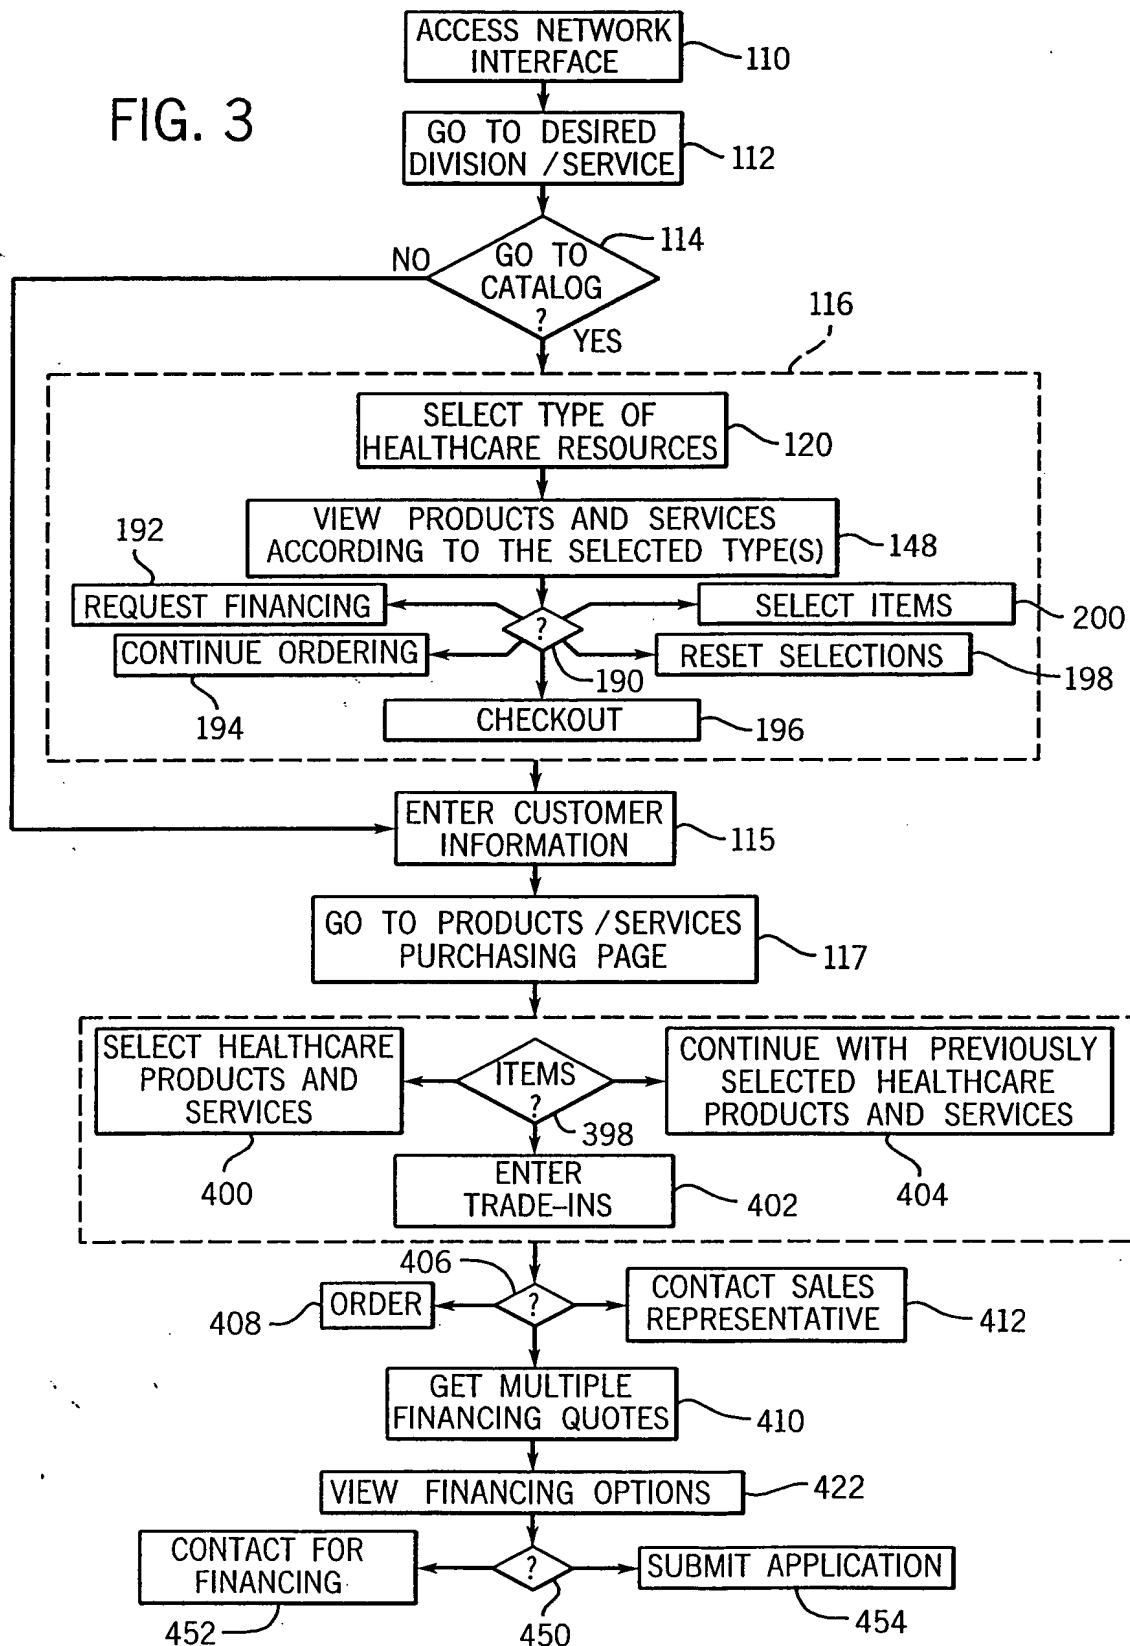 ACCESS NETWORK
INTERFACE
110
FIG. 3
GO TO DESIRED
DIVISION /SERVICE
112
114
NO
GO TO
CATALOG
?
YES
116
SELECT TYPE OF
HEALTHCARE RESOURCES
120
VIEW PRODUCTS AND SERVICES
ACCORDING TO THE SELECTED TYPE(S)
148
192
REQUEST FINANCING
?
SELECT ITEMS
200
CONTINUE ORDERING
190
RESET SELECTIONS
198
194
CHECKOUT
196
ENTER CUSTOMER
INFORMATION
115
GO TO PRODUCTS /SERVICES
PURCHASING PAGE
117
SELECT HEALTHCARE
PRODUCTS AND
SERVICES
400
ITEMS
?
398
CONTINUE WITH PREVIOUSLY
SELECTED HEALTHCARE
PRODUCTS AND SERVICES
404
ENTER
TRADE-INS
402
406
ORDER
408
?
CONTACT SALES
REPRESENTATIVE
412
GET MULTIPLE
FINANCING QUOTES
410
VIEW FINANCING OPTIONS
422
CONTACT FOR
FINANCING
452
?
450
SUBMIT APPLICATION
454